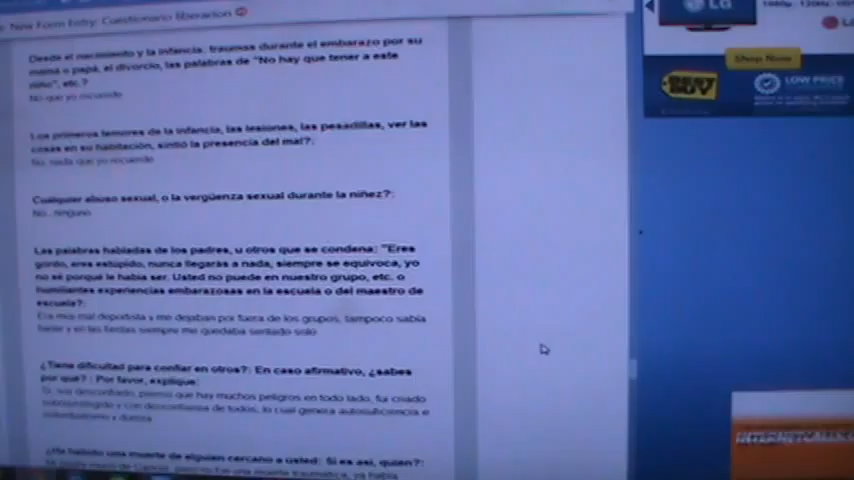 New Form Entry: Cuestionario liberacion
Desde el nacimiento y la infancia: traumas durante el embarazo por su
mamá o papá, el divorcio, las palabras de "No hay que tener a este
niño", etc.?
No que yo recuerde
Los primeros temores de la infancia, las lesiones, las pesadillas, ver las
cosas en su habitación, sintió la presencia del mal?:
No, nada que yo recuerde
Cualquier abuso sexual, o la vergüenza sexual durante la niñez?:
No, ninguno
Las palabras habladas de los padres, u otros que se condena: "Eres
gordo, eres estúpido, nunca llegarás a nada, siempre se equivoca, yo
no sé porqué le había ser. Usted no puede en nuestro grupo, etc. o
humillantes experiencias embarazosas en la escuela o del maestro de
escuela?:
Era muy mal deportista y me dejaban por fuera de los grupos, tampoco sabía
bailar y en las fiestas siempre me quedaba sentado solo
¿Tiene dificultad para confiar en otros?: En caso afirmativo, ¿sabes
por qué? : Por favor, explique:
Sí, soy desconfiado, pienso que hay muchos peligros en todo lado, fui criado
sobreprotegido y con desconfianza de todos, lo cual genera autosuficiencia e
individualismo y dureza
¿Ha habido una muerte de alguien cercano a usted: Si es así, quien?:
LG
Shop Now
BEST BUY
LOW PRICE